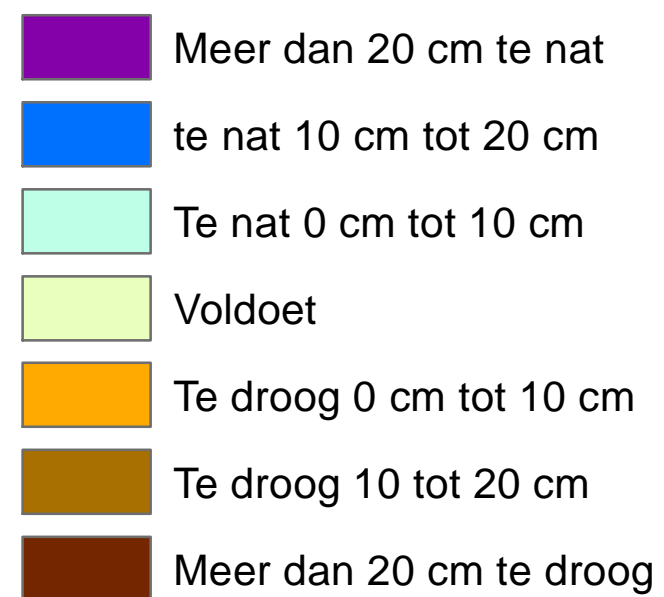 Meer dan 20 cm te nat
te nat 10 cm tot 20 cm
Te nat 0 cm tot 10 cm
Voldoet
Te droog 0 cm tot 10 cm
Te droog 10 tot 20 cm
Meer dan 20 cm te droog